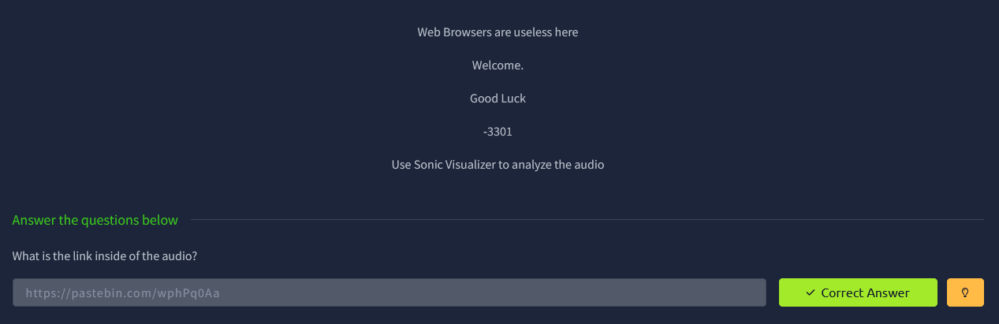 Web Browsers are useless here
Welcome.
Good Luck
-3301
Use Sonic Visualizer to analyze the audio
Answer the questions below
What is the link inside of the audio?
https://pastebin.com/wphPq0Aa
Correct Answer